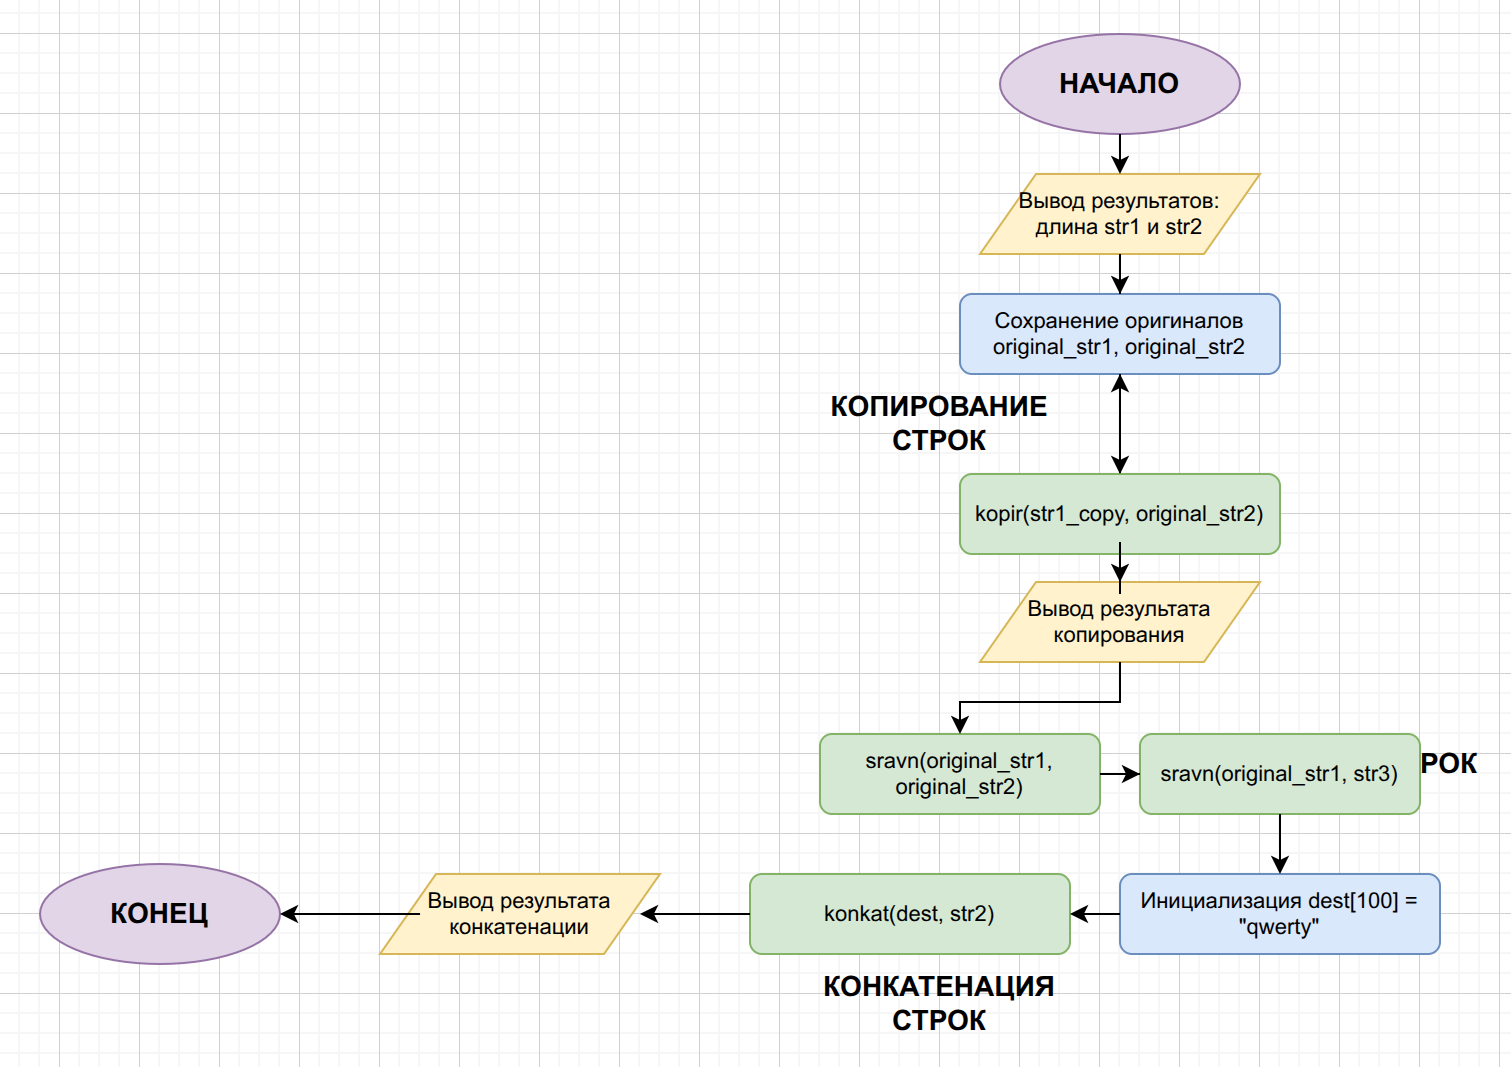 НАЧАЛО
Вывод результатов:
длина str1 и str2
Сохранение оригиналов
original_str1, original_str2
КОПИРОВАНИЕ
СТРОК
kopir(str1_copy, original_str2)
Вывод результата
копирования
sravn(original_str1,
original_str2)
sravn(original_str1, str3)
РОК
Инициализация dest[100] =
"qwerty"
konkat(dest, str2)
Вывод результата
конкатенации
КОНЕЦ
КОНКАТЕНАЦИЯ
СТРОК